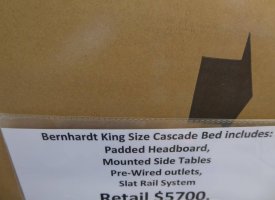 Bernhardt King Size Cascade Bed includes:
Padded Headboard,
Mounted Side Tables
Pre-Wired outlets,
Slat Rail System
Retail $5700.